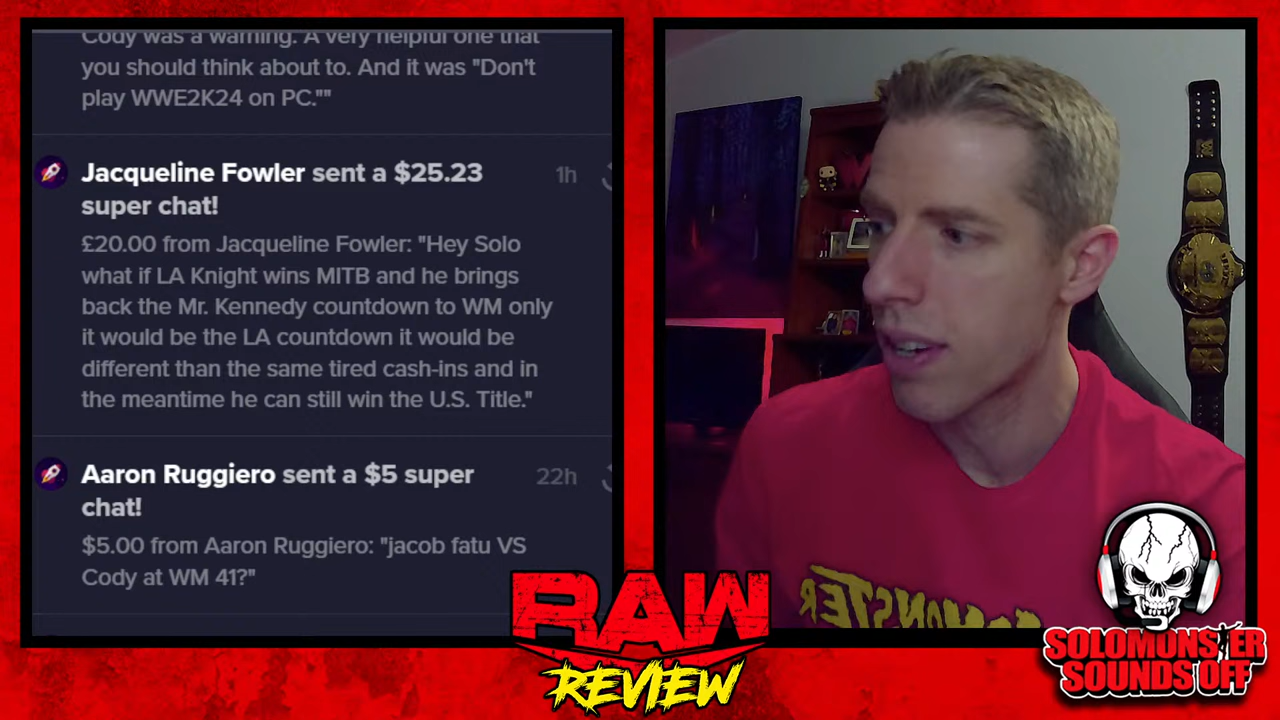 Cody was a warning. A very helpful one that
you should think about to. And it was "Don't
play WWE2K24 on PC.""
Jacqueline Fowler sent a $25.23
super chat!
1h
£20.00 from Jacqueline Fowler: "Hey Solo
what if LA Knight wins MITB and he brings
back the Mr. Kennedy countdown to WM only
it would be the LA countdown it would be
different than the same tired cash-ins and in
the meantime he can still win the U.S. Title."
Aaron Ruggiero sent a $5 super
chat!
22h
$5.00 from Aaron Ruggiero: "jacob fatu VS
Cody at WM 41?"
RAW
REVIEW
SOLOMONSTER
SOUNDS OFF